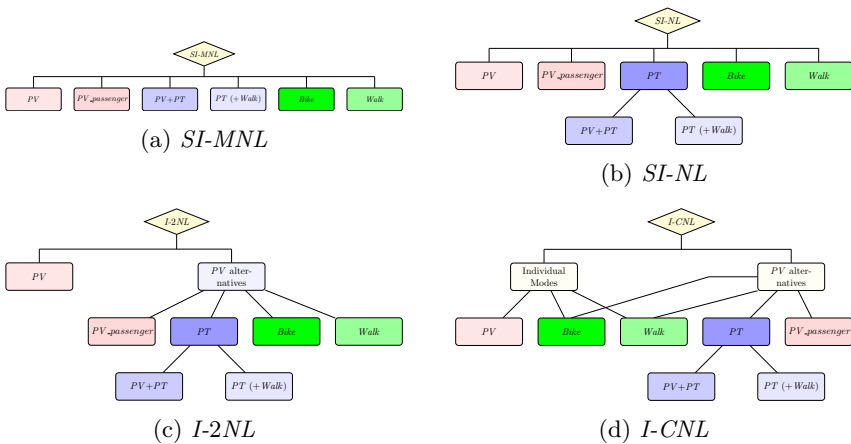 SI-MNL
PV
PV_passenger
PV+PT
PT (+Walk)
Bike
Walk
(a) SI-MNL
SI-NL
PV
PV_passenger
PT
Bike
Walk
PV+PT
PT (+Walk)
(b) SI-NL
I-2NL
PV
PV alter-
natives
PV_passenger
PT
Bike
Walk
PV+PT
PT (+Walk)
(c) I-2NL
I-CNL
Individual
Modes
PV alter-
natives
PV
Bike
Walk
PT
PV_passenger
PV+PT
PT (+Walk)
(d) I-CNL